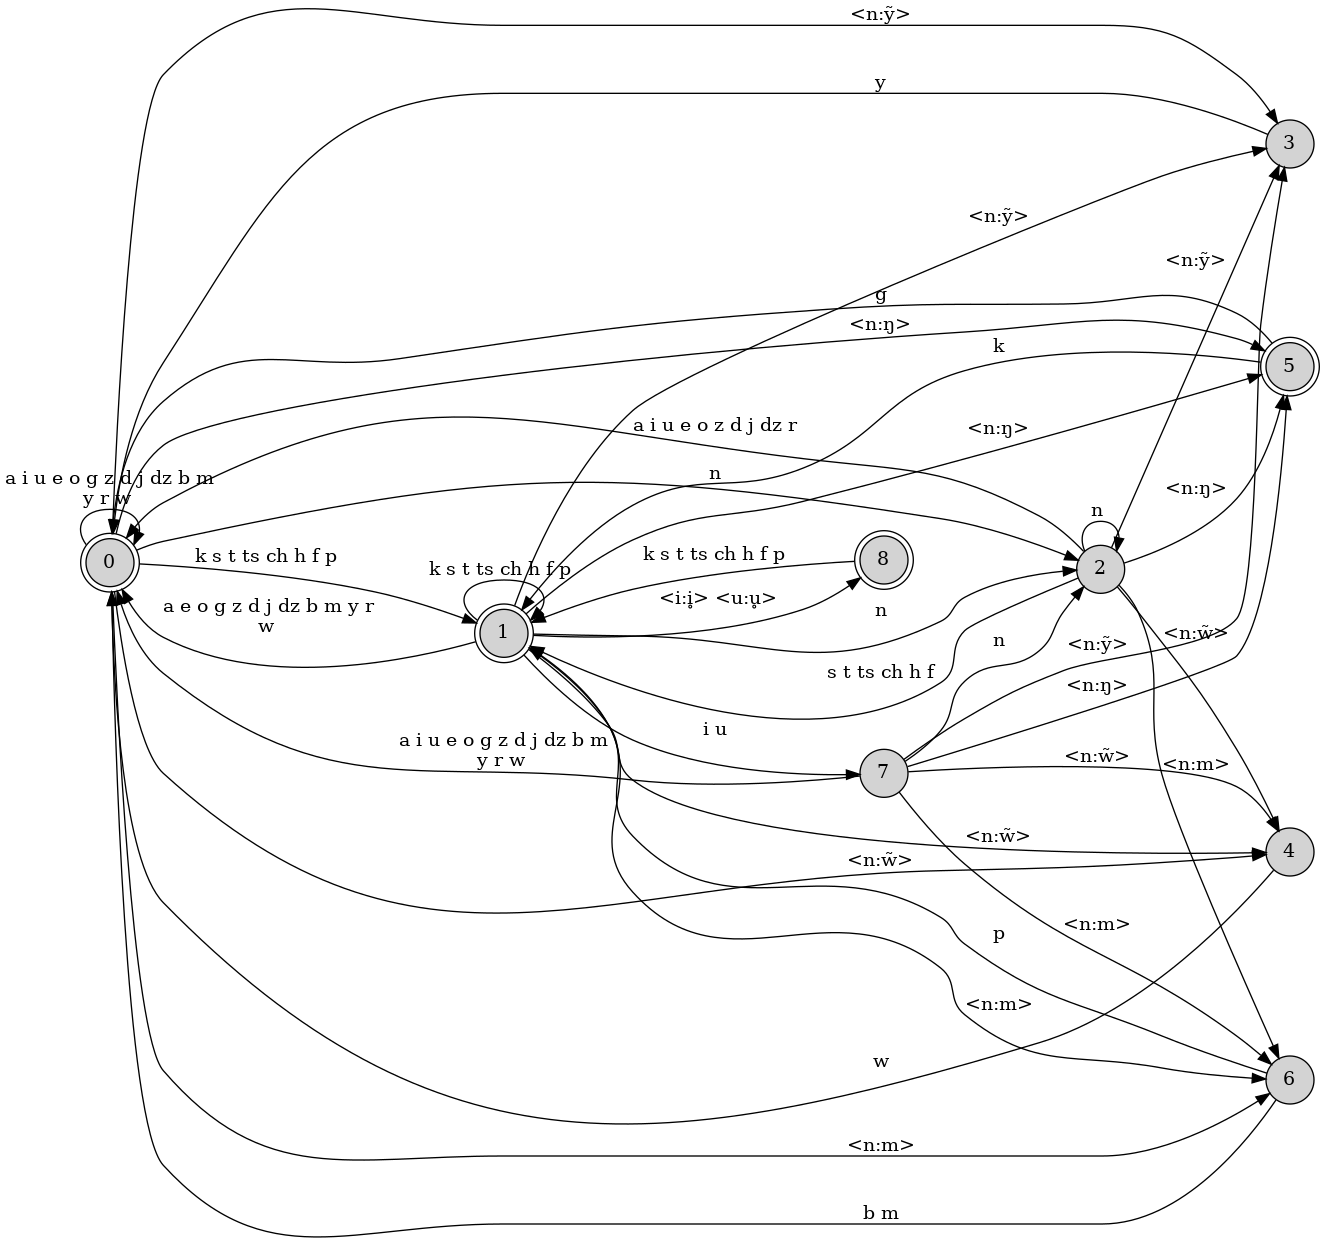 <n:ỹ>
y
3
<n:ỹ>
<n:ỹ>
g
<n:ŋ>
k
5
a i u e o z d j dz r
<n:ŋ>
n
a i u e o g z d j dz b m
y r w
<n:ŋ>
n
0
k s t ts ch h f p
k s t ts ch h f p
k s t ts ch h f p
8
2
<i:i̥> <u:u̥>
a e o g z d j dz b m y r
w
n
1
n
<n:ỹ>
<n:w̃>
s t ts ch h f
<n:ŋ>
i u
a i u e o g z d j dz b m
y r w
7
<n:w̃>
<n:m>
<n:w̃>
<n:w̃>
4
p
<n:m>
<n:m>
w
6
<n:m>
b m